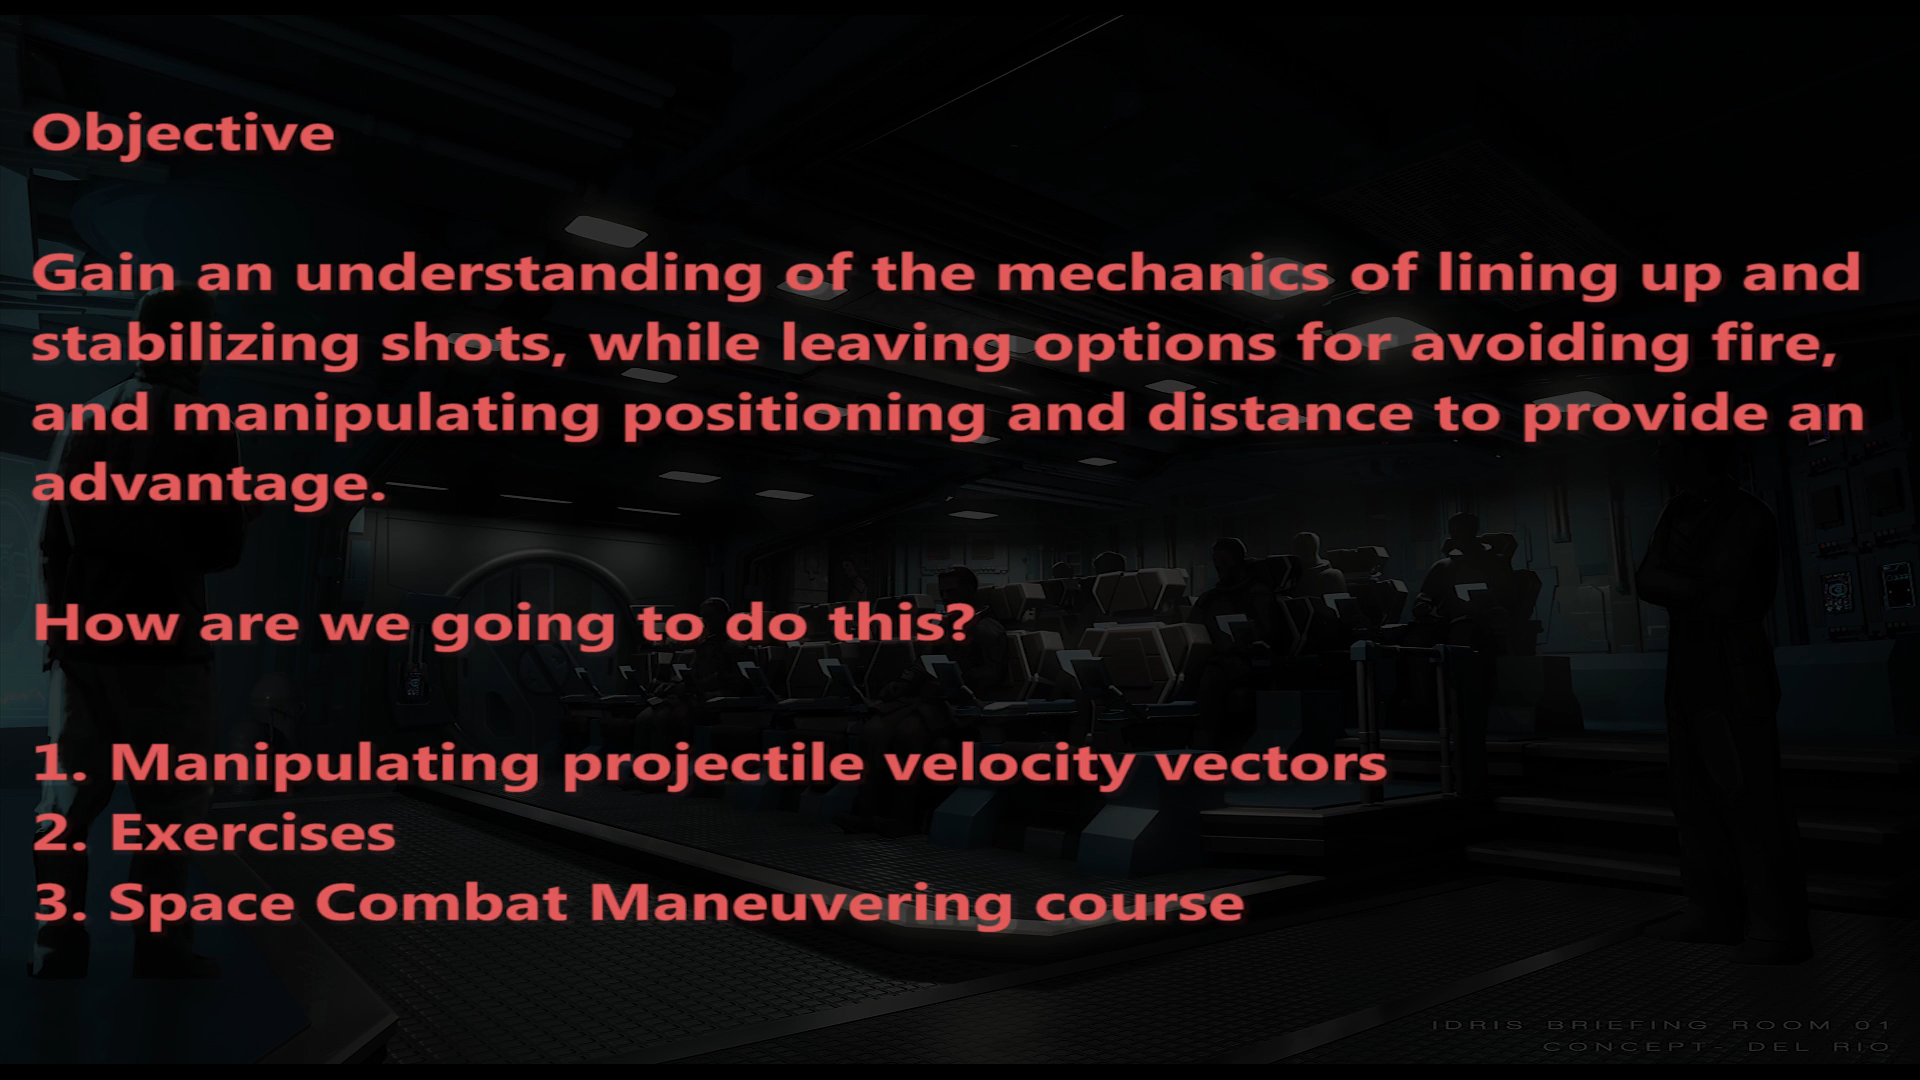 Objective
Gain an understanding of the mechanics of lining up and
stabilizing shots, while leaving options for avoiding fire,
and manipulating positioning and distance to provide an
advantage.
How are we going to do this?
1. Manipulating projectile velocity vectors
2. Exercises
3. Space Combat Maneuvering course
IDRIS BRIEFING ROOM 01
CONCEPT- DEL RIO